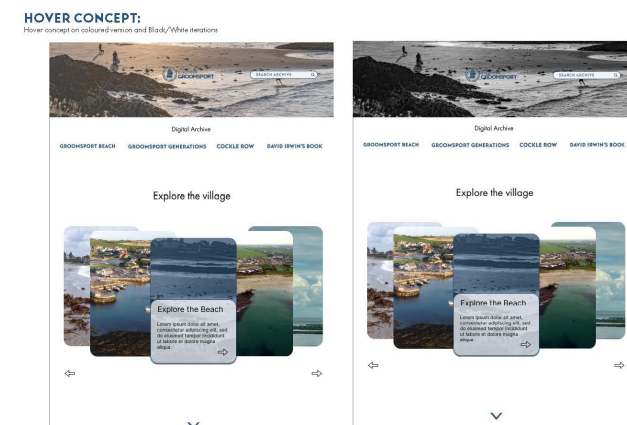 HOVER CONCEPT:
Hover concept on coloured version and Black/White iterations
GROOMSPORT
SEARCH ARCHIVE
Digital Archive
GROOMSPORT BEACH GROOMSPORT GENERATIONS COCKLE ROW DAVID IRWIN'S BOOK
Explore the village
Explore the Beach
Lorem ipsum dolor sit amet,
consectetur adipiscing elit, sed
do eiusmod tempor incididunt
ut labore et dolore magna
aliqua.
GROOMSPORT
SEARCH ARCHIVE
Digital Archive
GROOMSPORT BEACH GROOMSPORT GENERATIONS COCKLE ROW DAVID IRWIN'S BOOK
Explore the village
Explore the Beach
Lorem ipsum dolor sit amet,
consectetur adipiscing elit, sed
do eiusmod tempor incididunt
ut labore et dolore magna
aliqua.